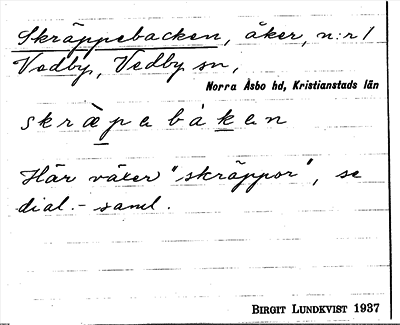 Skräppebacken, åker, n:r 1
Vedby, Vedby sn,
Norra Åsbo hd, Kristianstads län
skræpebàken
Här växer "skräppor", se
dial.-saml.
BIRGIT LUNDKVIST 1937